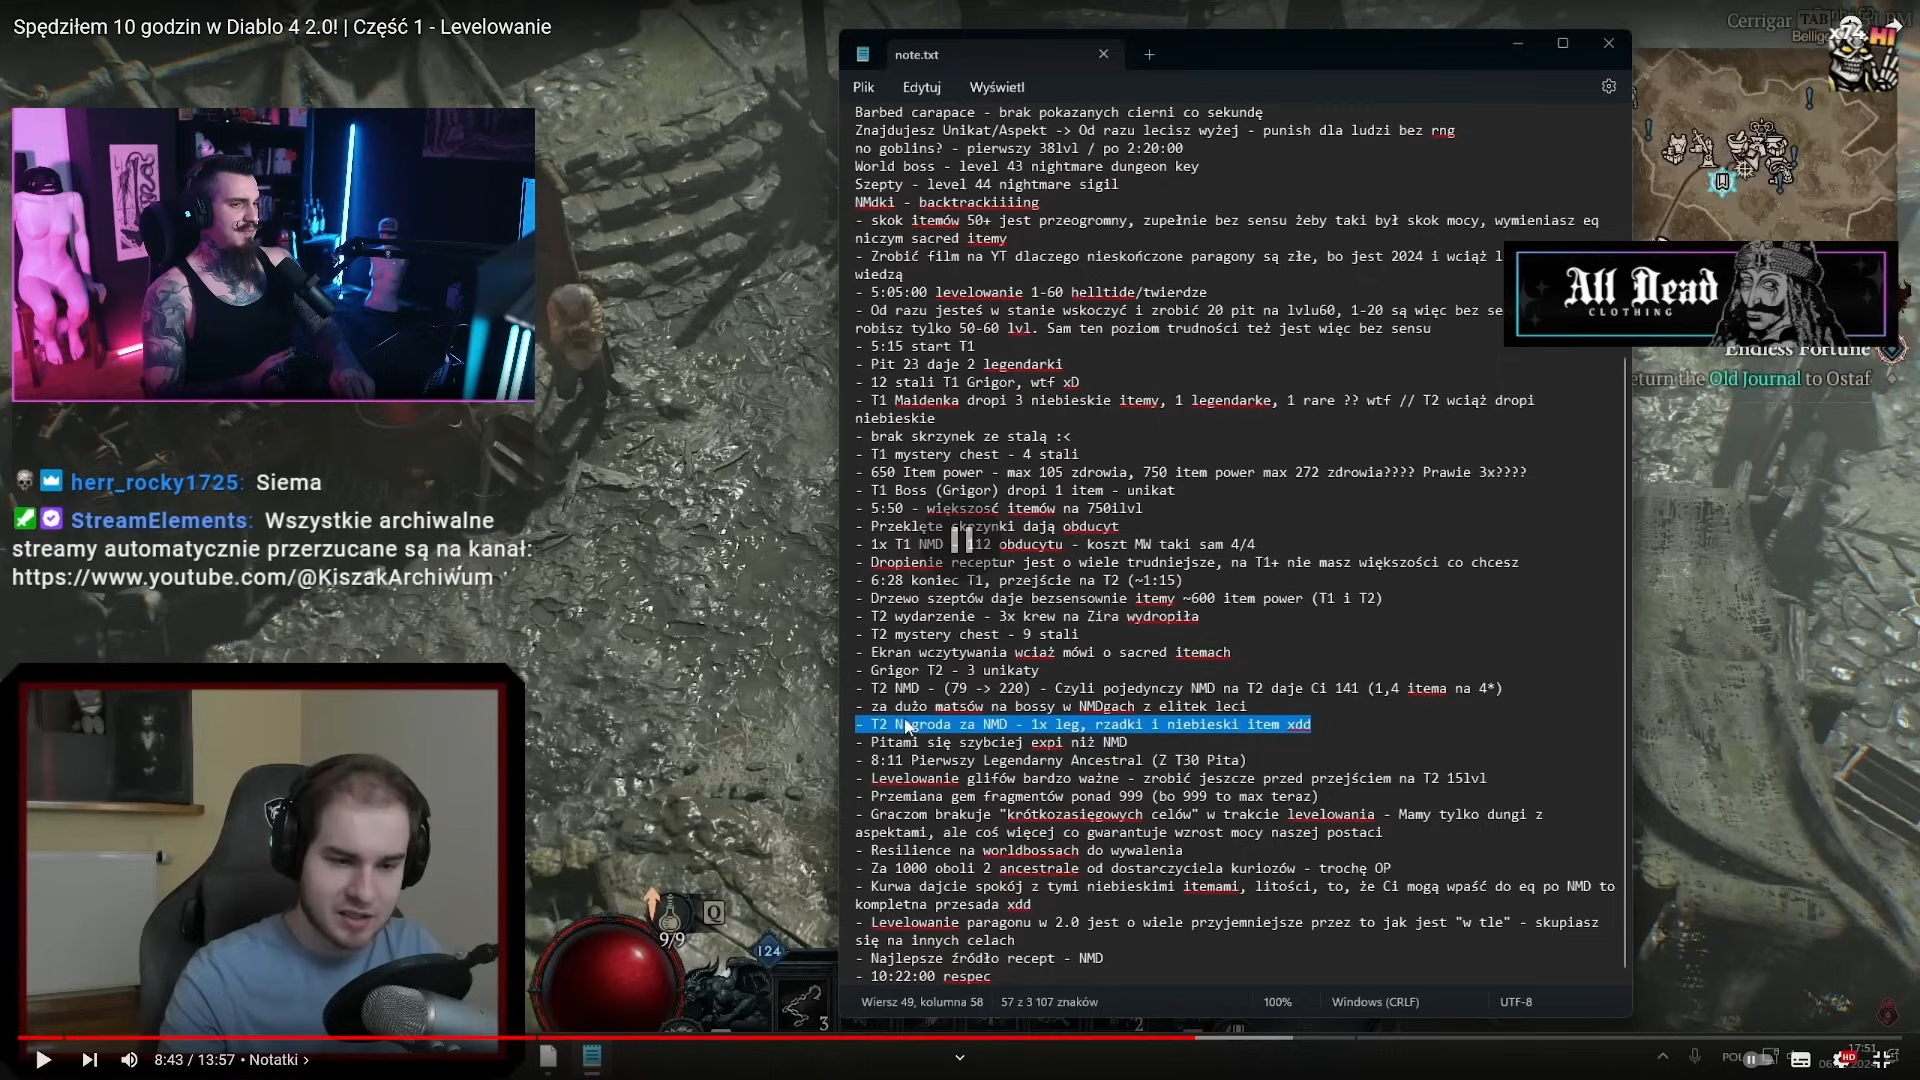 Spędziłem 10 godzin w Diablo 4 2.0! | Część 1 - Levelowanie
herr_rocky1725: Siema
StreamElements: Wszystkie archiwalne
streamy automatycznie przerzucane są na kanał:
https://www.youtube.com/@KiszakArchiwum
note.txt
Plik Edytuj Wyświetl
Barbed carapace - brak pokazanych cierni co sekundę
Znajdujesz Unikat/Aspekt -> Od razu lecisz wyżej - punish dla ludzi bez rng
no goblins? - pierwszy 38lvl / po 2:20:00
World boss - level 43 nightmare dungeon key
Szepty - level 44 nightmare sigil
NMdki - backtrackiiiiing
- skok itemów 50+ jest przeogromny, zupełnie bez sensu żeby taki był skok mocy, wymieniasz eq
niczym sacred itemy
- Zrobić film na YT dlaczego nieskończone paragony są złe, bo jest 2024 i wciąż l
wiedzą
- 5:05:00 levelowanie 1-60 helltide/twierdze
- Od razu jesteś w stanie wskoczyć i zrobić 20 pit na lvlu60, 1-20 są więc bez se
robisz tylko 50-60 lvl. Sam ten poziom trudności też jest więc bez sensu
- 5:15 start T1
- Pit 23 daje 2 legendarki
- 12 stali T1 Grigor, wtf xD
- T1 Maidenka dropi 3 niebieskie itemy, 1 legendarke, 1 rare ?? wtf // T2 wciąż dropi
niebieskie
- brak skrzynek ze stalą :<
- T1 mystery chest - 4 stali
- 650 Item power - max 105 zdrowia, 750 item power max 272 zdrowia???? Prawie 3x????
- T1 Boss (Grigor) dropi 1 item - unikat
- 5:50 - większosć itemów na 750ilvl
- Przeklęte skrzynki dają obducyt
- 1x T1 NMD - 112 obducytu - koszt MW taki sam 4/4
- Dropienie receptur jest o wiele trudniejsze, na T1+ nie masz większości co chcesz
- 6:28 koniec T1, przejście na T2 (~1:15)
- Drzewo szeptów daje bezsensownie itemy ~600 item power (T1 i T2)
- T2 wydarzenie - 3x krew na Zira wydropiła
- T2 mystery chest - 9 stali
- Ekran wczytywania wciaż mówi o sacred itemach
- Grigor T2 - 3 unikaty
- T2 NMD - (79 -> 220) - Czyli pojedynczy NMD na T2 daje Ci 141 (1,4 itema na 4*)
- za dużo matsów na bossy w NMDgach z elitek leci
- T2 Nagroda za NMD - 1x leg, rzadki i niebieski item xdd
- Pitami się szybciej expi niż NMD
- 8:11 Pierwszy Legendarny Ancestral (Z T30 Pita)
- Levelowanie glifów bardzo ważne - zrobić jeszcze przed przejściem na T2 15lvl
- Przemiana gem fragmentów ponad 999 (bo 999 to max teraz)
- Graczom brakuje "krótkozasięgowych celów" w trakcie levelowania - Mamy tylko dungi z
aspektami, ale coś więcej co gwarantuje wzrost mocy naszej postaci
- Resilience na worldbossach do wywalenia
- Za 1000 oboli 2 ancestrale od dostarczyciela kuriozów - trochę OP
- Kurwa dajcie spokój z tymi niebieskimi itemami, litości, to, że Ci mogą wpaść do eq po NMD to
kompletna przesada xdd
- Levelowanie paragonu w 2.0 jest o wiele przyjemniejsze przez to jak jest "w tle" - skupiasz
się na innych celach
- Najlepsze źródło recept - NMD
- 10:22:00 respec
Wiersz 49, kolumna 58 57 z 3 107 znaków 100% Windows (CRLF) UTF-8
Cerrigar TAB
x74 HI
All Dead
CLOTHING
Endless Fortune
eturn the Old Journal to Ostaf
9/9
Q
124
3
2
8:43 / 13:57 • Notatki ›
HD
17:51